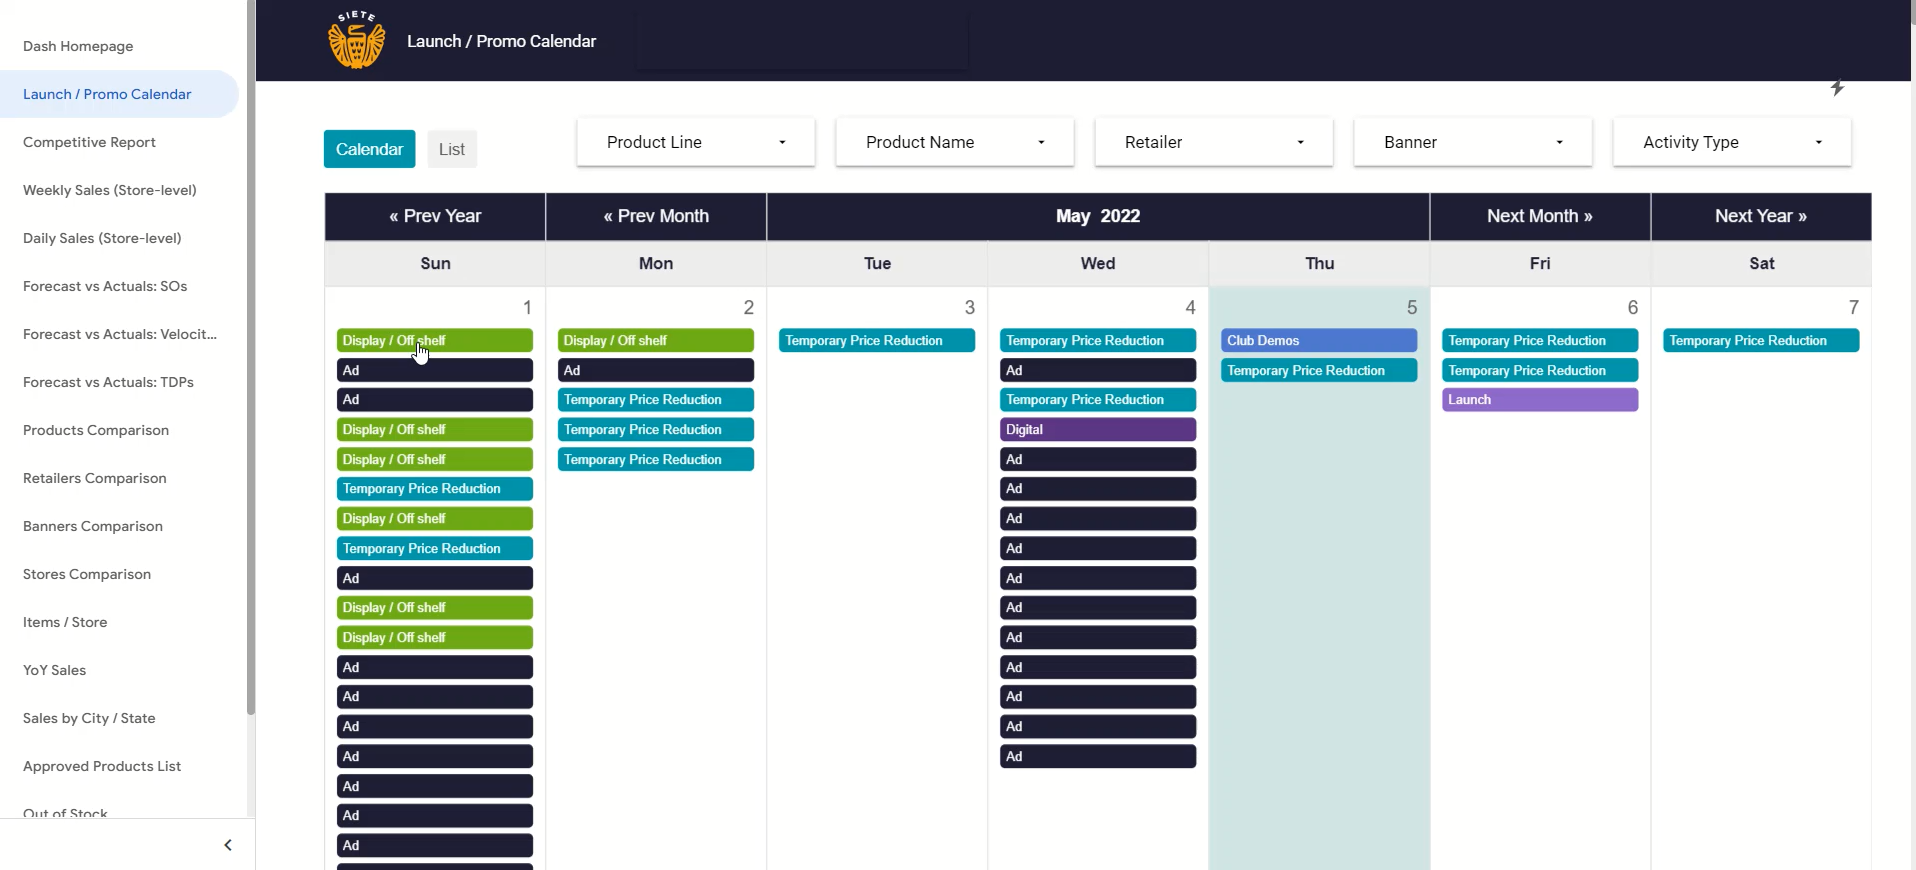 Dash Homepage
Launch / Promo Calendar
Competitive Report
Weekly Sales (Store-level)
Daily Sales (Store-level)
Forecast vs Actuals: SOs
Forecast vs Actuals: Velocit...
Forecast vs Actuals: TDPs
Products Comparison
Retailers Comparison
Banners Comparison
Stores Comparison
Items / Store
YoY Sales
Sales by City / State
Approved Products List
Out of Stock
SIETE
Launch / Promo Calendar
Calendar List Product Line Product Name Retailer Banner Activity Type
« Prev Year « Prev Month May 2022 Next Month » Next Year »
Sun Mon Tue Wed Thu Fri Sat
1
Display / Off shelf
Ad
Ad
Display / Off shelf
Display / Off shelf
Temporary Price Reduction
Display / Off shelf
Temporary Price Reduction
Ad
Display / Off shelf
Display / Off shelf
Ad
Ad
Ad
Ad
Ad
Ad
Ad
2
Display / Off shelf
Ad
Temporary Price Reduction
Temporary Price Reduction
Temporary Price Reduction
3
Temporary Price Reduction
4
Temporary Price Reduction
Ad
Temporary Price Reduction
Digital
Ad
Ad
Ad
Ad
Ad
Ad
Ad
Ad
Ad
Ad
Ad
5
Club Demos
Temporary Price Reduction
6
Temporary Price Reduction
Temporary Price Reduction
Launch
7
Temporary Price Reduction